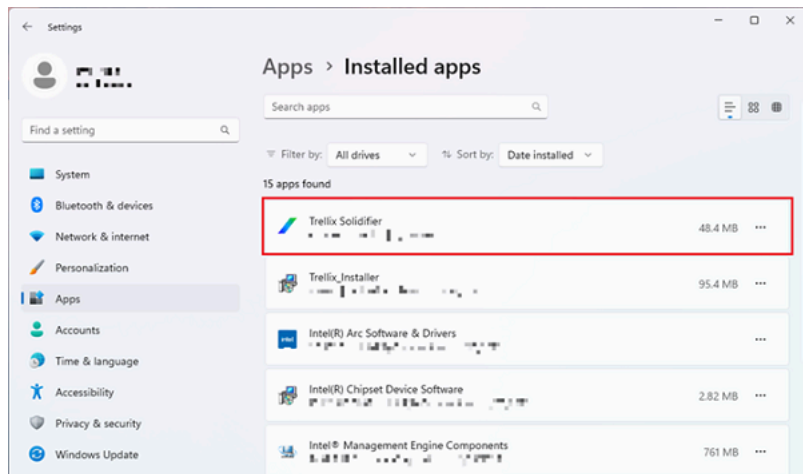 Settings
Find a setting
System
Bluetooth & devices
Network & internet
Personalization
Apps
Accounts
Time & language
Accessibility
Privacy & security
Windows Update
Apps > Installed apps
Search apps
Filter by: All drives Sort by: Date installed
15 apps found
Trellix Solidifier
48.4 MB
Trellix_Installer
95.4 MB
Intel(R) Arc Software & Drivers
Intel(R) Chipset Device Software
2.82 MB
Intel® Management Engine Components
761 MB